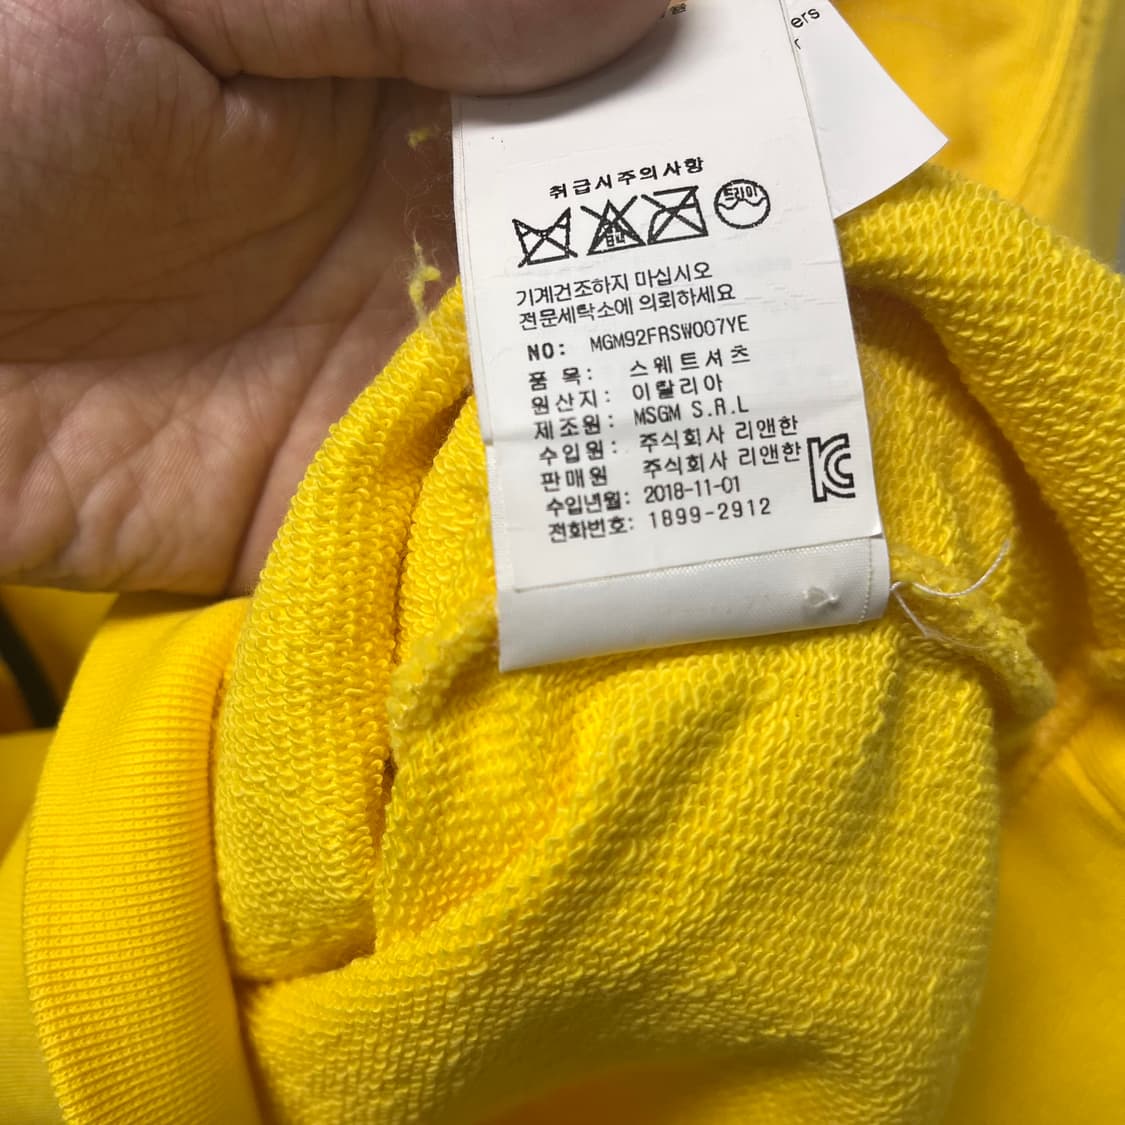 ers
취급시주의사항
드라이
기계건조하지 마십시오
전문세탁소에 의뢰하세요
NO: MGM92FRSW007YE
품 목: 스웨트셔츠
원산지: 이탈리아
제조원: MSGM S.R.L
수입원: 주식회사 리앤한
판매원 주식회사 리앤한
수입년월: 2018-11-01
전화번호: 1899-2912